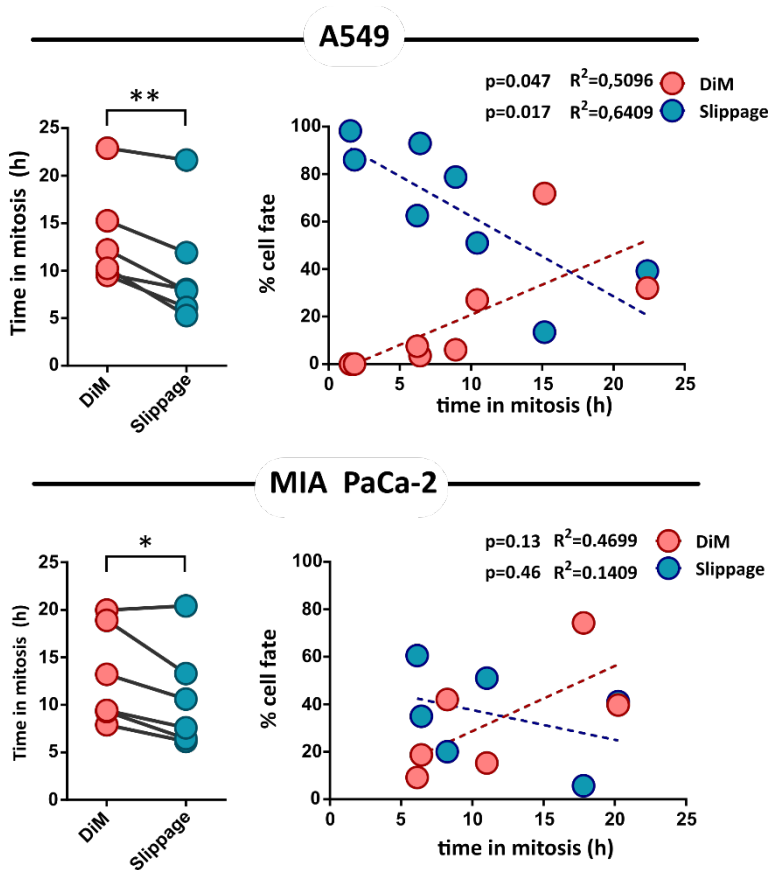 A549
**
25
20
15
10
5
0
Time in mitosis (h)
DiM
Slippage
p=0.047 R²=0,5096 DiM
p=0.017 R²=0,6409 Slippage
100
80
60
40
20
0
% cell fate
0 5 10 15 20 25
time in mitosis (h)
MIA PaCa-2
*
25
20
15
10
5
0
Time in mitosis (h)
DiM
Slippage
p=0.13 R²=0.4699 DiM
p=0.46 R²=0.1409 Slippage
100
80
60
40
20
0
% cell fate
0 5 10 15 20 25
time in mitosis (h)